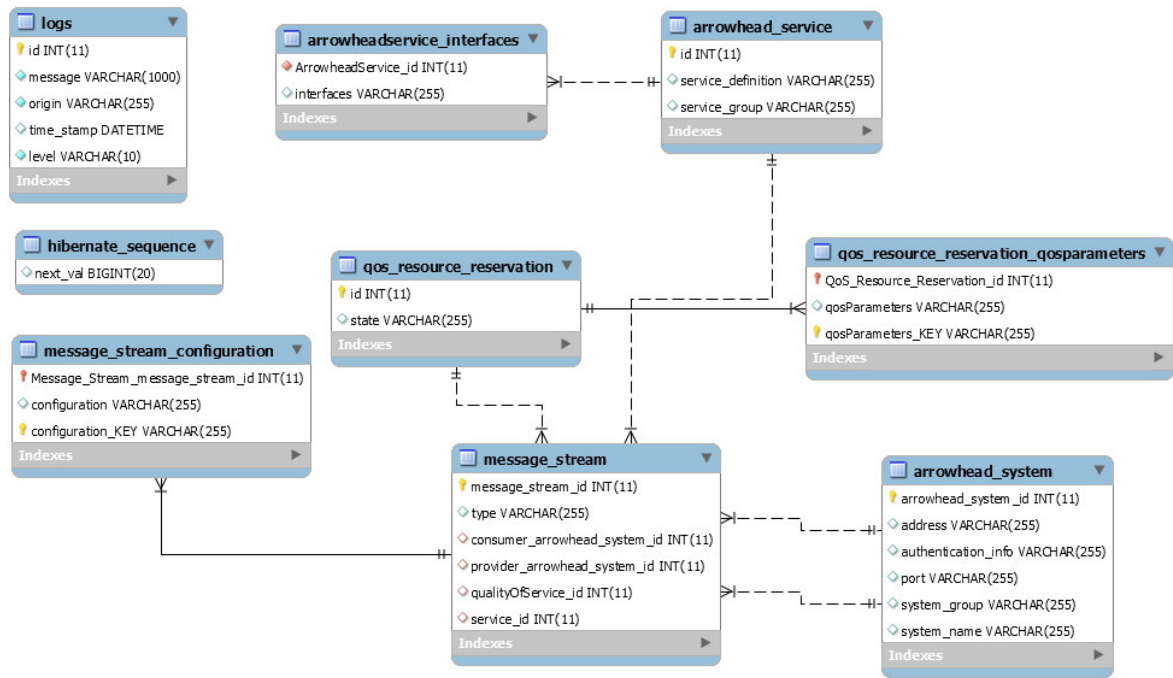 logs
id INT(11)
message VARCHAR(1000)
origin VARCHAR(255)
time_stamp DATETIME
level VARCHAR(10)
Indexes
arrowheadservice_interfaces
ArrowheadService_id INT(11)
interfaces VARCHAR(255)
Indexes
arrowhead_service
id INT(11)
service_definition VARCHAR(255)
service_group VARCHAR(255)
Indexes
hibernate_sequence
next_val BIGINT(20)
qos_resource_reservation
id INT(11)
state VARCHAR(255)
Indexes
qos_resource_reservation_qosparameters
QoS_Resource_Reservation_id INT(11)
qosParameters VARCHAR(255)
qosParameters_KEY VARCHAR(255)
Indexes
message_stream_configuration
Message_Stream_message_stream_id INT(11)
configuration VARCHAR(255)
configuration_KEY VARCHAR(255)
Indexes
message_stream
message_stream_id INT(11)
type VARCHAR(255)
consumer_arrowhead_system_id INT(11)
provider_arrowhead_system_id INT(11)
qualityOfService_id INT(11)
service_id INT(11)
Indexes
arrowhead_system
arrowhead_system_id INT(11)
address VARCHAR(255)
authentication_info VARCHAR(255)
port VARCHAR(255)
system_group VARCHAR(255)
system_name VARCHAR(255)
Indexes